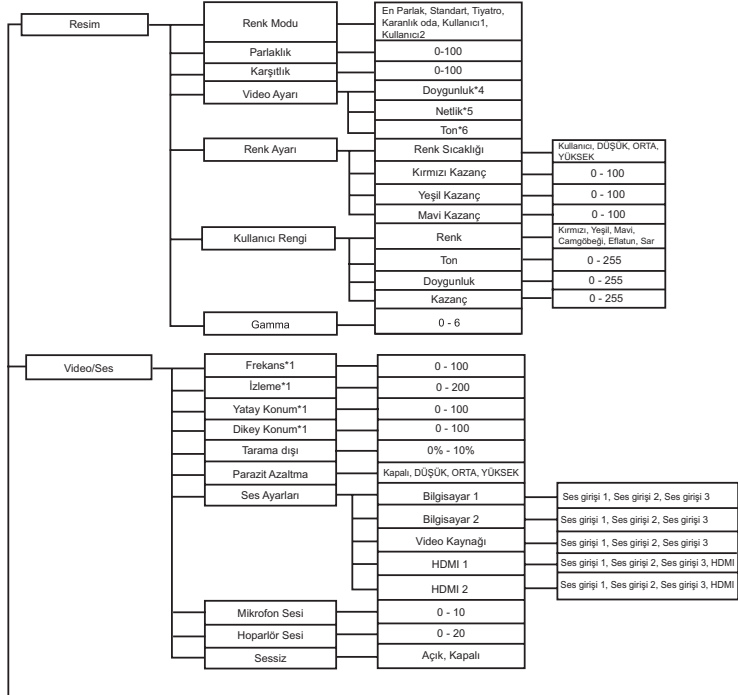 Resim
Renk Modu
En Parlak, Standart, Tiyatro,
Karanlık oda, Kullanıcı1,
Kullanıcı2
Parlaklık
0-100
Karşıtlık
0-100
Video Ayarı
Doygunluk*4
Netlik*5
Ton*6
Renk Ayarı
Renk Sıcaklığı
Kullanıcı, DÜŞÜK, ORTA,
YÜKSEK
Kırmızı Kazanç
0 - 100
Yeşil Kazanç
0 - 100
Mavi Kazanç
0 - 100
Kullanıcı Rengi
Renk
Kırmızı, Yeşil, Mavi,
Camgöbeği, Eflatun, Sar
Ton
0 - 255
Doygunluk
0 - 255
Kazanç
0 - 255
Gamma
0 - 6
Video/Ses
Frekans*1
0 - 100
İzleme*1
0 - 200
Yatay Konum*1
0 - 100
Dikey Konum*1
0 - 100
Tarama dışı
0% - 10%
Parazit Azaltma
Kapalı, DÜŞÜK, ORTA, YÜKSEK
Ses Ayarları
Bilgisayar 1
Ses girişi 1, Ses girişi 2, Ses girişi 3
Bilgisayar 2
Ses girişi 1, Ses girişi 2, Ses girişi 3
Video Kaynağı
Ses girişi 1, Ses girişi 2, Ses girişi 3
HDMI 1
Ses girişi 1, Ses girişi 2, Ses girişi 3, HDMI
HDMI 2
Ses girişi 1, Ses girişi 2, Ses girişi 3, HDMI
Mikrofon Sesi
0 - 10
Hoparlör Sesi
0 - 20
Sessiz
Açık, Kapalı